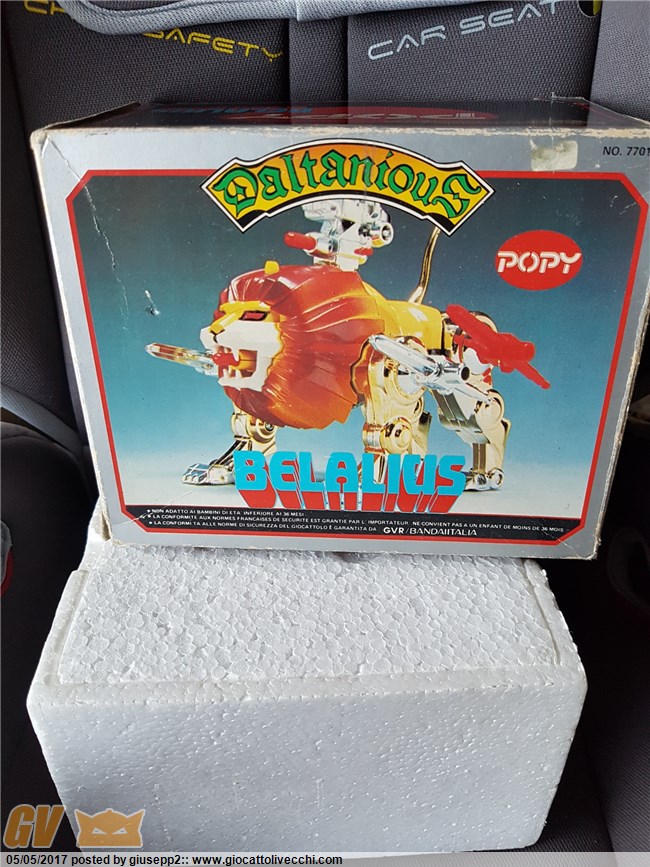 SAFETY
CAR SEAT
NO. 7701
Daltanious
POPY
BELALIUS
• NON ADATTO AI BAMBINI DI ETA' INFERIORE AI 36 MESI
• LA CONFORMITE AUX NORMES FRANCAISES DE SECURITE EST GRANTIE PAR L' IMPORTATEUR. NE CONVIENT PAS A UN ENFANT DE MOINS DE 36 MOIS
• LA CONFORMITA ALLE NORME DI SICUREZZA DEL GIOCATTOLO È GARANTITA DA GVR/BANDAIITALIA
GV
05/05/2017 posted by giusepp2:: www.giocattolivecchi.com